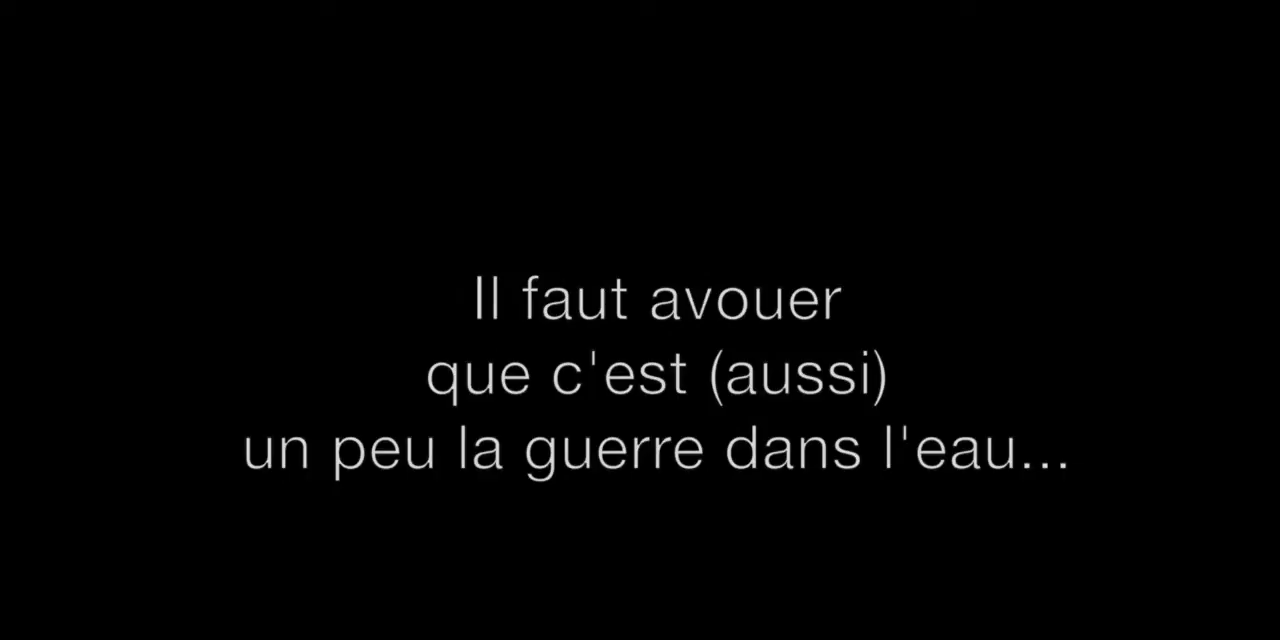 Il faut avouer
que c'est (aussi)
un peu la guerre dans l'eau...